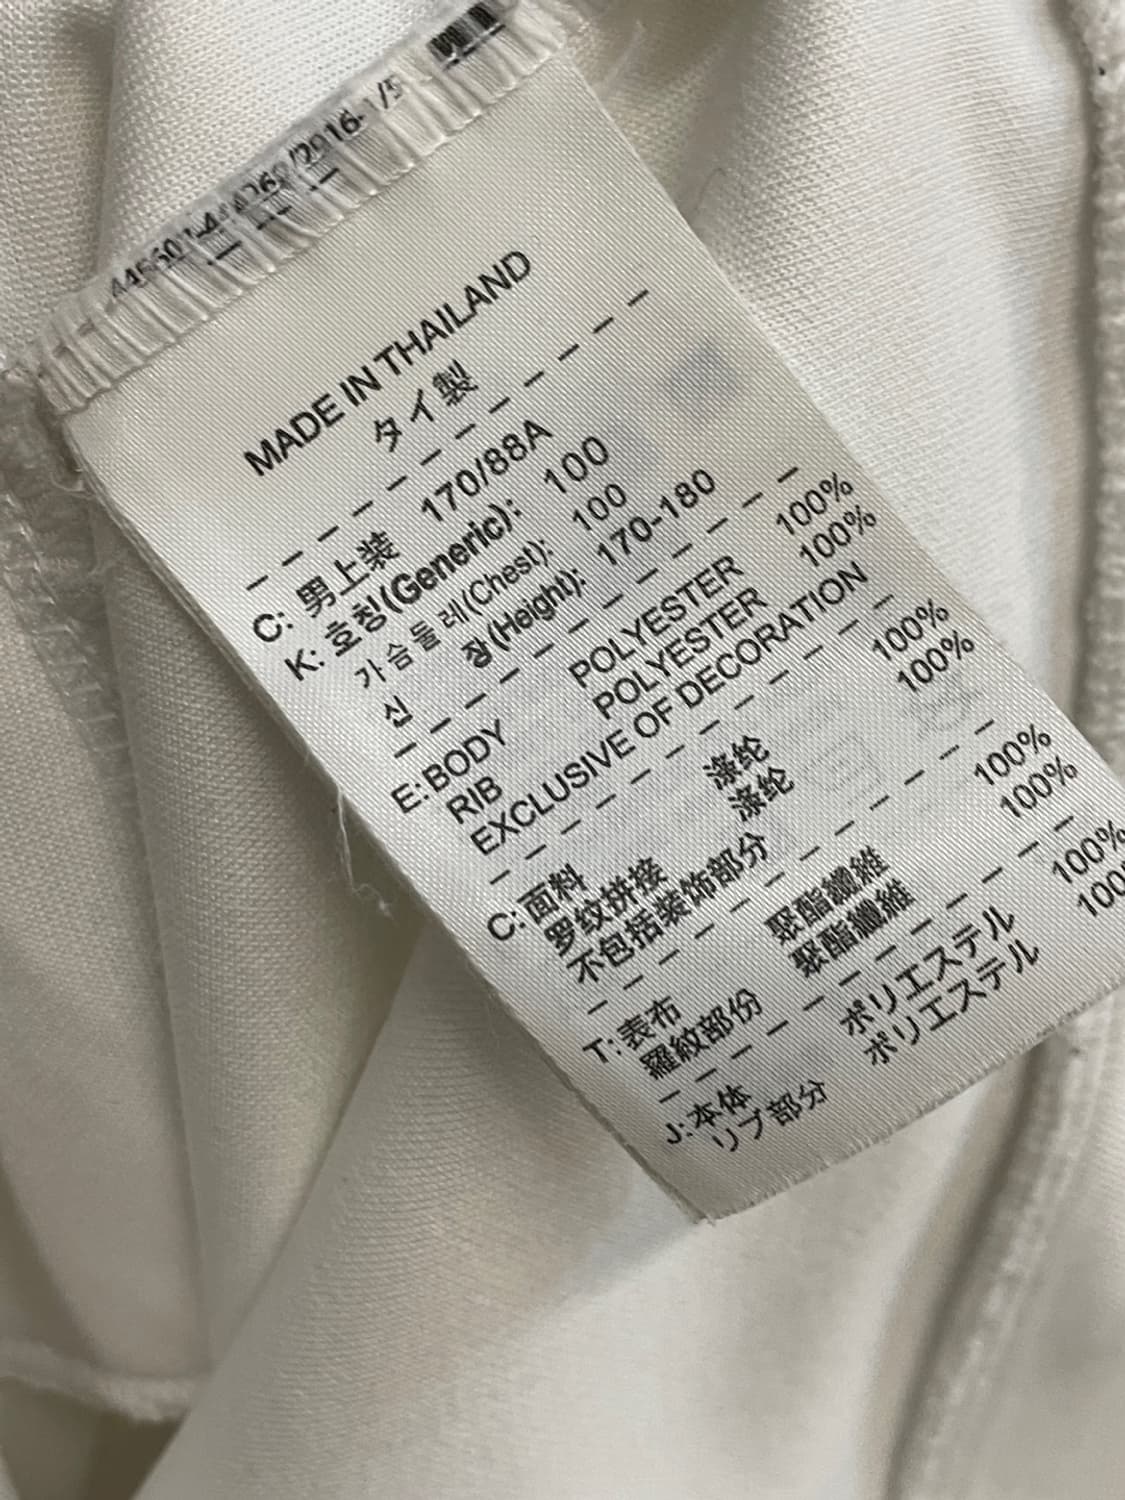 MADE IN THAILAND
タイ製
C: 男上装 170/88A
K: 호칭(Generic): 100
가슴둘레(Chest): 100
신 장(Height): 170-180
E: BODY POLYESTER 100%
RIB POLYESTER 100%
EXCLUSIVE OF DECORATION
C: 面料 涤纶 100%
罗纹拼接 涤纶 100%
不包括装饰部分
T: 表布 聚酯纖維 100%
羅紋部份 聚酯纖維 100%
J: 本体 ポリエステル 100%
リブ部分 ポリエステル 100